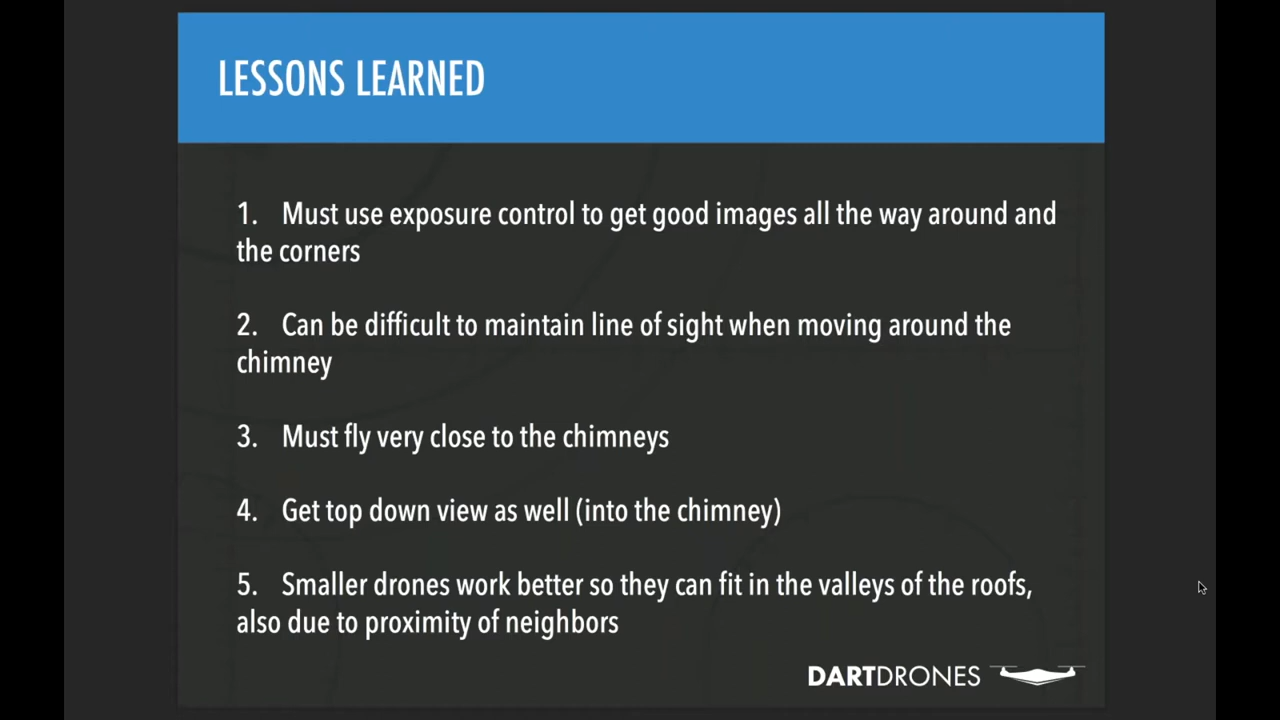 LESSONS LEARNED
1. Must use exposure control to get good images all the way around and
the corners
2. Can be difficult to maintain line of sight when moving around the
chimney
3. Must fly very close to the chimneys
4. Get top down view as well (into the chimney)
5. Smaller drones work better so they can fit in the valleys of the roofs,
also due to proximity of neighbors
DARTDRONES